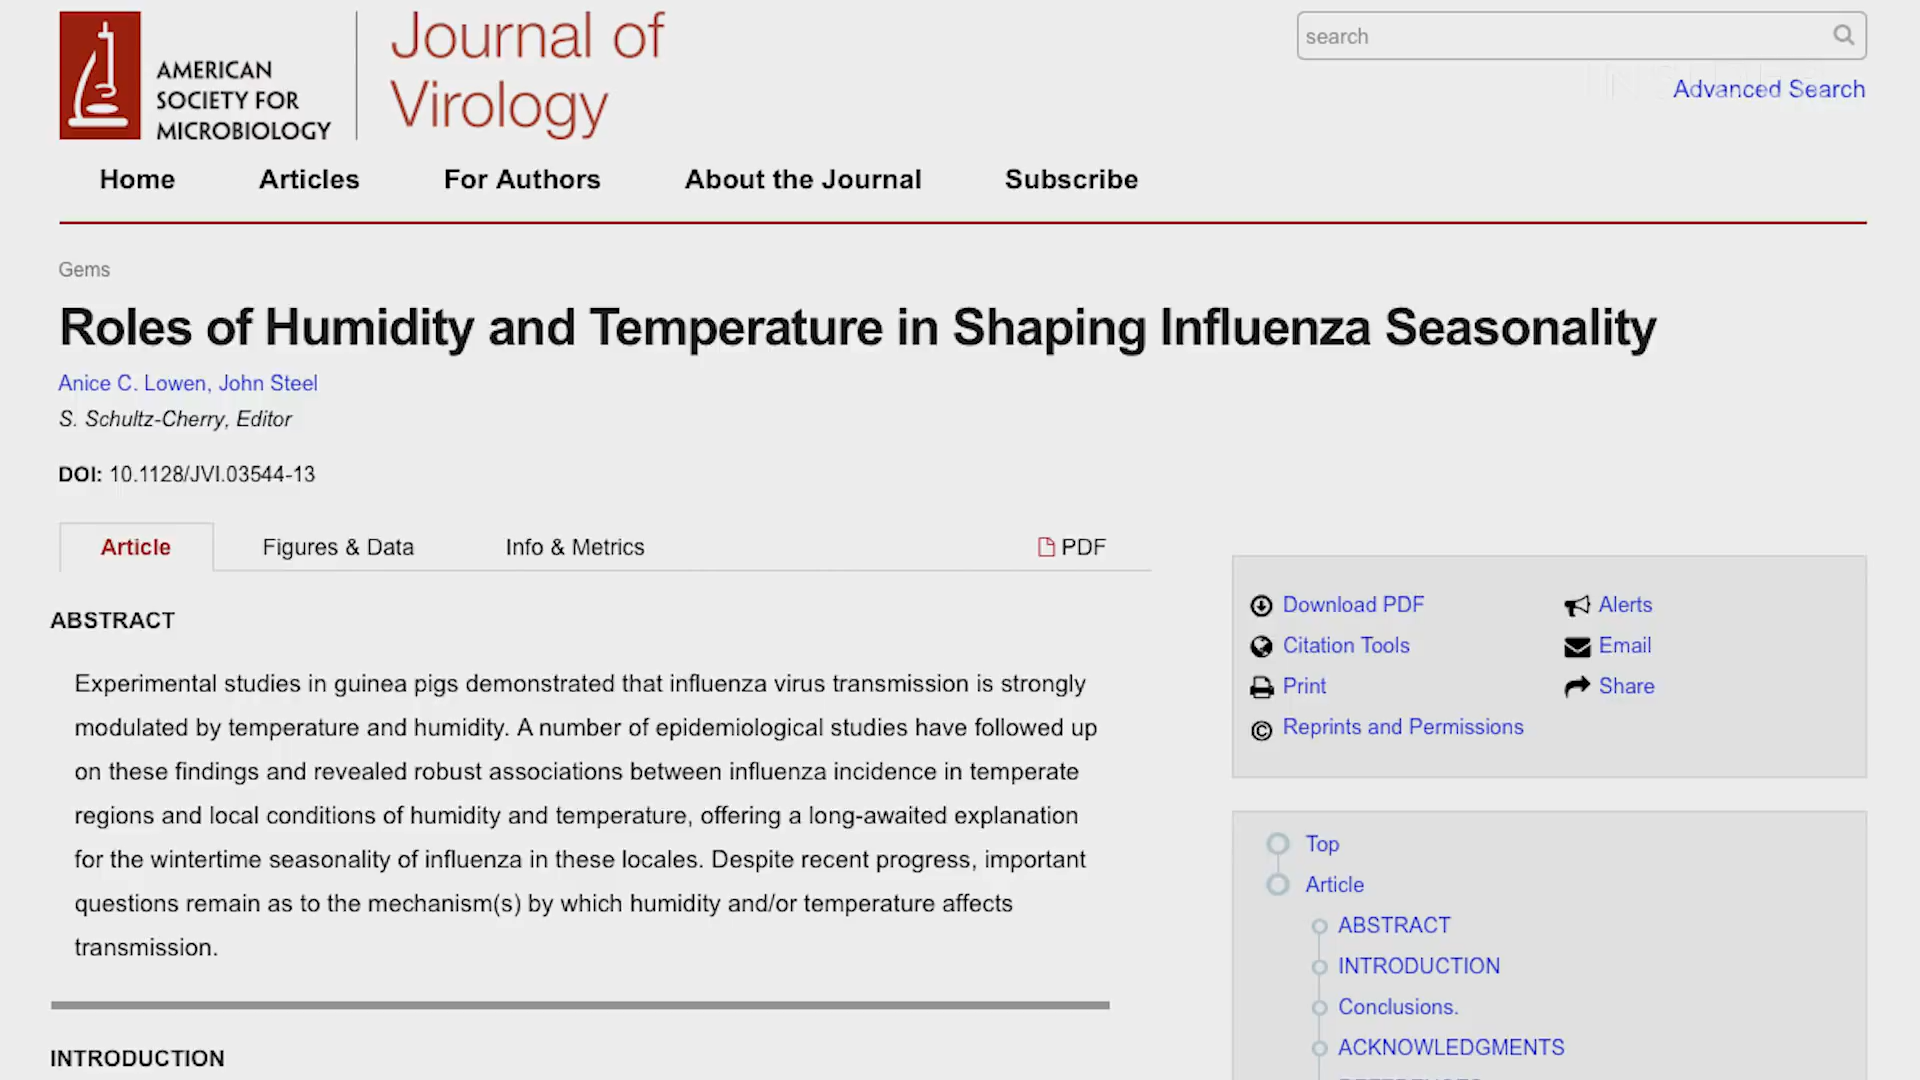 AMERICAN
SOCIETY FOR
MICROBIOLOGY
Journal of
Virology
search
Advanced Search
Home Articles For Authors About the Journal Subscribe
Gems
Roles of Humidity and Temperature in Shaping Influenza Seasonality
Anice C. Lowen, John Steel
S. Schultz-Cherry, Editor
DOI: 10.1128/JVI.03544-13
Article Figures & Data Info & Metrics PDF
ABSTRACT
Experimental studies in guinea pigs demonstrated that influenza virus transmission is strongly
modulated by temperature and humidity. A number of epidemiological studies have followed up
on these findings and revealed robust associations between influenza incidence in temperate
regions and local conditions of humidity and temperature, offering a long-awaited explanation
for the wintertime seasonality of influenza in these locales. Despite recent progress, important
questions remain as to the mechanism(s) by which humidity and/or temperature affects
transmission.
INTRODUCTION
Download PDF Alerts
Citation Tools Email
Print Share
© Reprints and Permissions
Top
Article
ABSTRACT
INTRODUCTION
Conclusions.
ACKNOWLEDGMENTS